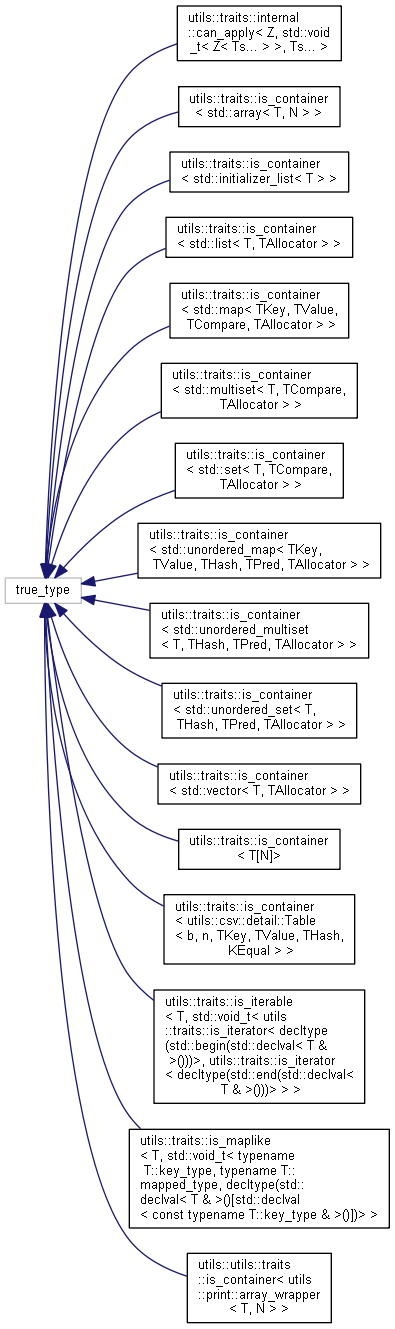 utils::traits::internal
::can_apply< Z, std::void
_t< Z< Ts... > >, Ts... >
utils::traits::is_container
< std::array< T, N > >
utils::traits::is_container
< std::initializer_list< T > >
utils::traits::is_container
< std::list< T, TAllocator > >
utils::traits::is_container
< std::map< TKey, TValue,
TCompare, TAllocator > >
utils::traits::is_container
< std::multiset< T, TCompare,
TAllocator > >
utils::traits::is_container
< std::set< T, TCompare,
TAllocator > >
utils::traits::is_container
< std::unordered_map< TKey,
TValue, THash, TPred, TAllocator > >
true_type
utils::traits::is_container
< std::unordered_multiset
< T, THash, TPred, TAllocator > >
utils::traits::is_container
< std::unordered_set< T,
THash, TPred, TAllocator > >
utils::traits::is_container
< std::vector< T, TAllocator > >
utils::traits::is_container
< T[N]>
utils::traits::is_container
< utils::csv::detail::Table
< b, n, TKey, TValue, THash,
KEqual > >
utils::traits::is_iterable
< T, std::void_t< utils
::traits::is_iterator< decltype
(std::begin(std::declval< T &
>()))>, utils::traits::is_iterator
< decltype(std::end(std::declval<
T & >()))> > >
utils::traits::is_maplike
< T, std::void_t< typename
T::key_type, typename T::
mapped_type, decltype(std::
declval< T & >()[std::declval
< const typename T::key_type & >()])> >
utils::utils::traits
::is_container< utils
::print::array_wrapper
< T, N > >